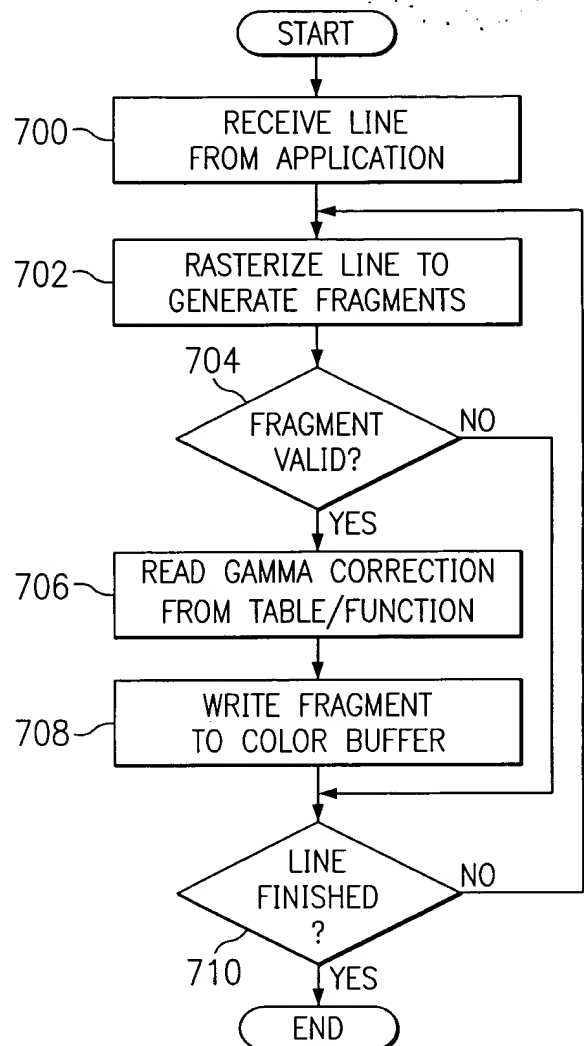 START
700
RECEIVE LINE
FROM APPLICATION
702
RASTERIZE LINE TO
GENERATE FRAGMENTS
704
FRAGMENT
VALID?
NO
YES
706
READ GAMMA CORRECTION
FROM TABLE/FUNCTION
708
WRITE FRAGMENT
TO COLOR BUFFER
LINE
FINISHED
?
NO
710
YES
END